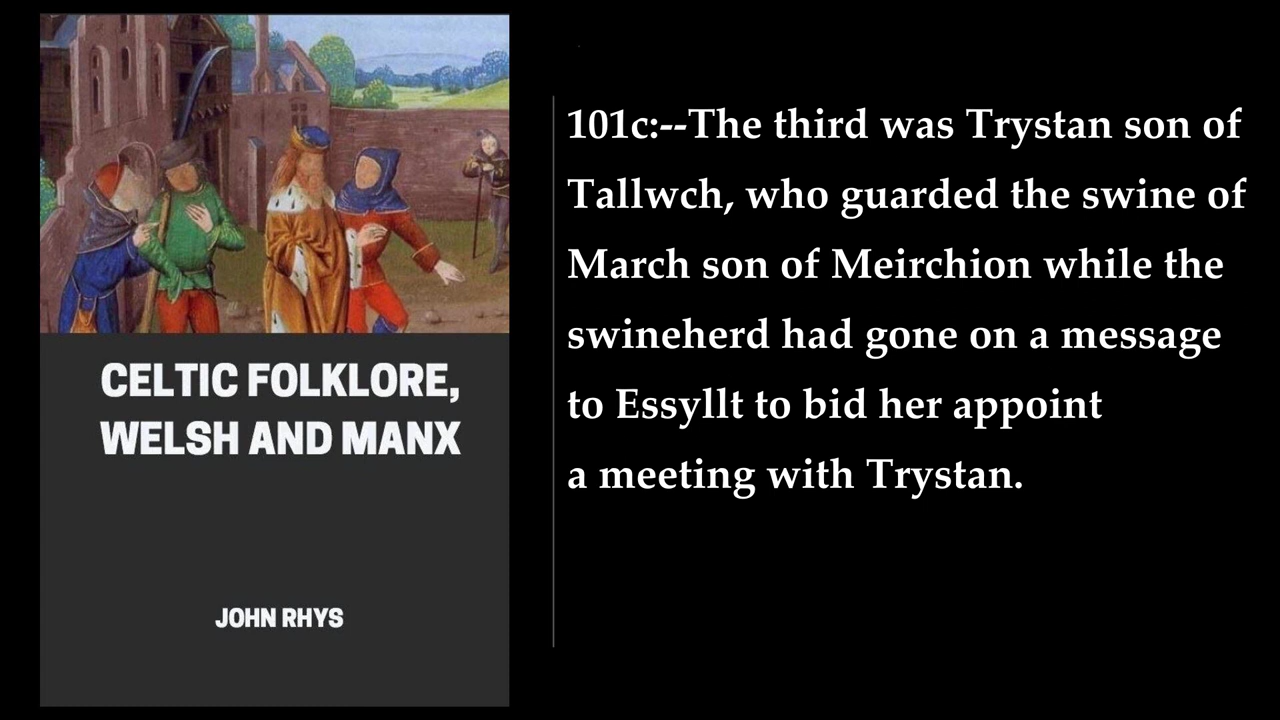 CELTIC FOLKLORE,
WELSH AND MANX
JOHN RHYS
101c:--The third was Trystan son of
Tallwch, who guarded the swine of
March son of Meirchion while the
swineherd had gone on a message
to Essyllt to bid her appoint
a meeting with Trystan.